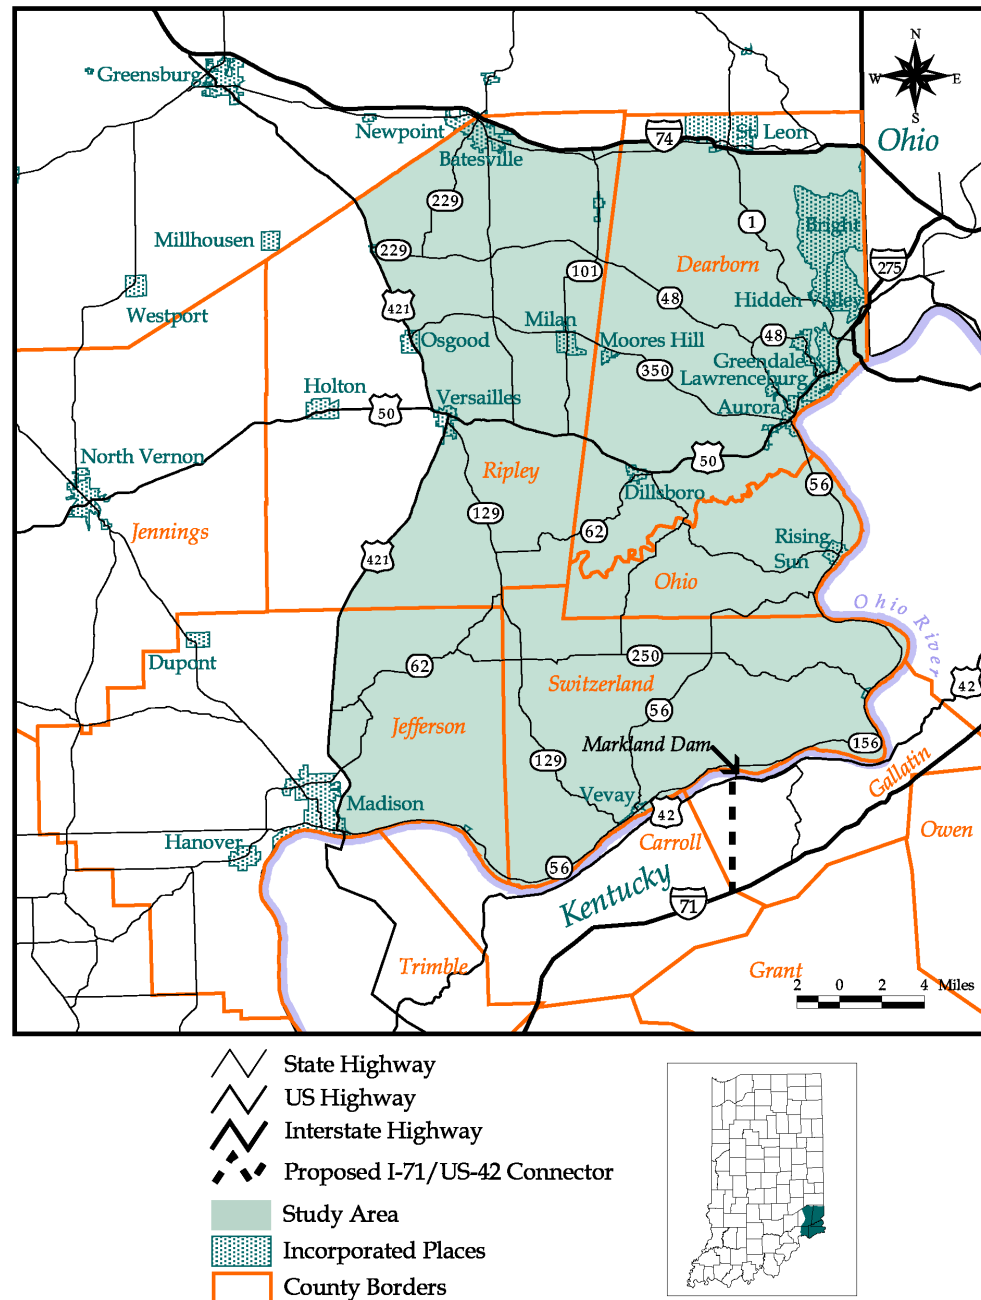 N
W E
S
Greensburg
Newpoint
Batesville
74
St. Leon
Ohio
229
1
Bright
Millhousen
229
101
Dearborn
275
Westport
421
48
Hidden Valley
Osgood
Milan
Moores Hill
48
Greendale
350
Lawrenceburg
Holton
50
Versailles
Aurora
North Vernon
Ripley
50
Dillsboro
56
129
Jennings
62
Rising
Sun
421
Ohio
Ohio River
Dupont
62
250
Switzerland
42
56
Jefferson
Markland Dam
156
129
Gallatin
Madison
Vevay
42
Hanover
Carroll
Owen
56
Kentucky
71
Trimble
Grant
2 0 2 4 Miles
State Highway
US Highway
Interstate Highway
Proposed I-71/US-42 Connector
Study Area
Incorporated Places
County Borders